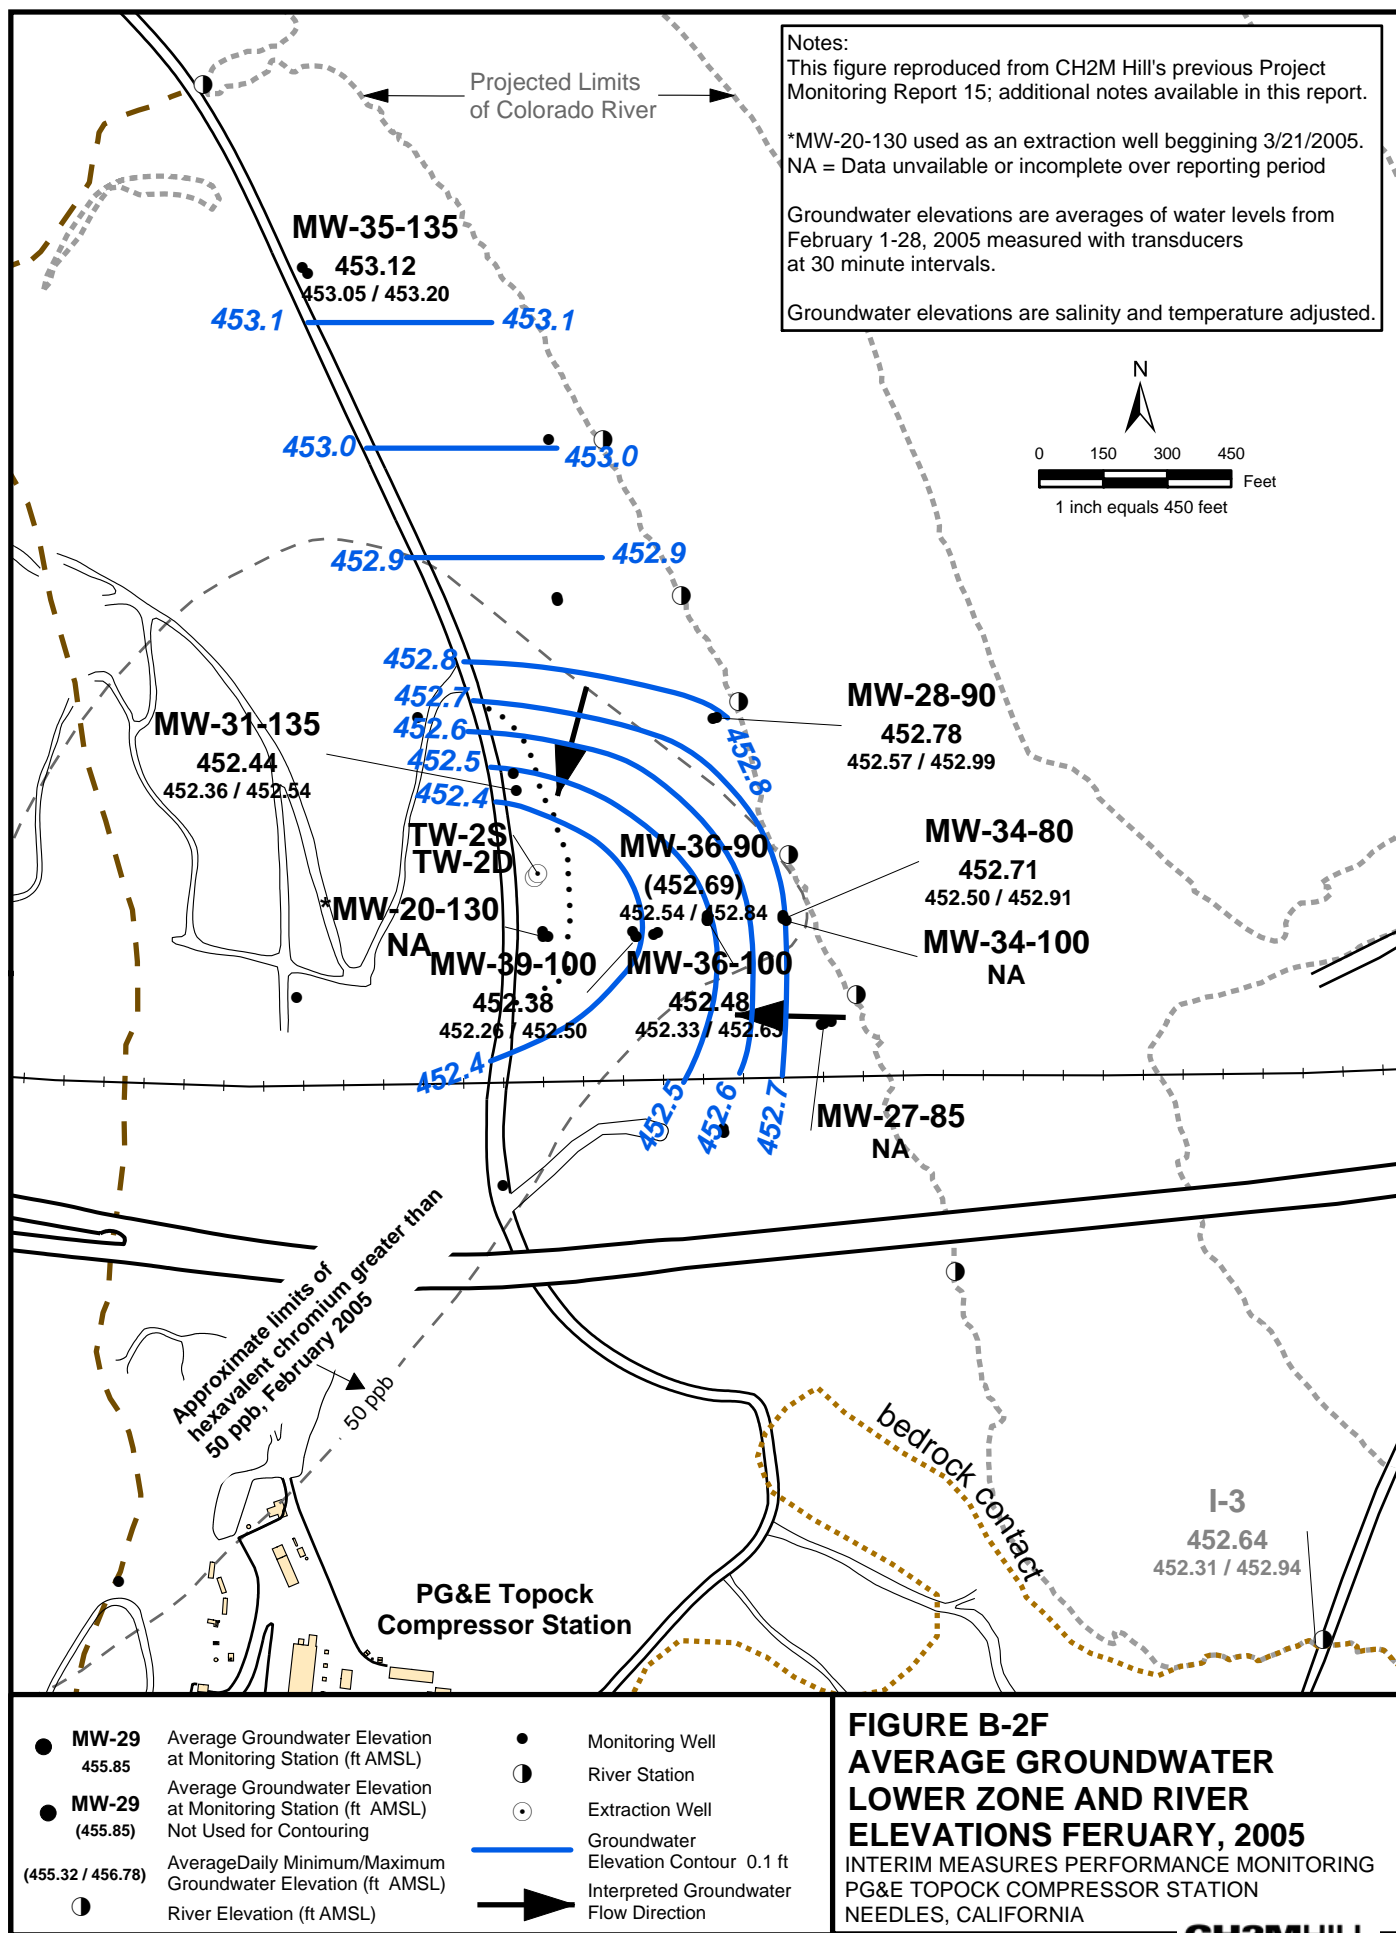 Notes:
This figure reproduced from CH2M Hill's previous Project
Monitoring Report 15; additional notes available in this report.
*MW-20-130 used as an extraction well beggining 3/21/2005.
NA = Data unvailable or incomplete over reporting period
Groundwater elevations are averages of water levels from
February 1-28, 2005 measured with transducers
at 30 minute intervals.
Groundwater elevations are salinity and temperature adjusted.
Projected Limits
of Colorado River
MW-35-135
453.12
453.05 / 453.20
453.1
453.1
N
0 150 300 450
Feet
1 inch equals 450 feet
453.0
453.0
452.9
452.9
452.8
452.7
452.6
452.5
452.4
452.8
MW-28-90
452.78
452.57 / 452.99
MW-31-135
452.44
452.36 / 452.54
TW-2S
TW-2D
MW-36-90
(452.69)
452.54 / 452.84
MW-34-80
452.71
452.50 / 452.91
*MW-20-130
NA
MW-34-100
NA
MW-39-100
452.38
452.26 / 452.50
MW-36-100
452.48
452.33 / 452.63
452.4
452.5
452.6
452.7
MW-27-85
NA
Approximate limits of
hexavalent chromium greater than
50 ppb, February 2005
50 ppb
bedrock contact
I-3
452.64
452.31 / 452.94
PG&E Topock
Compressor Station
MW-29
455.85
Average Groundwater Elevation
at Monitoring Station (ft AMSL)
MW-29
(455.85)
Average Groundwater Elevation
at Monitoring Station (ft AMSL)
Not Used for Contouring
(455.32 / 456.78)
AverageDaily Minimum/Maximum
Groundwater Elevation (ft AMSL)
River Elevation (ft AMSL)
Monitoring Well
River Station
Extraction Well
Groundwater
Elevation Contour 0.1 ft
Interpreted Groundwater
Flow Direction
FIGURE B-2F
AVERAGE GROUNDWATER
LOWER ZONE AND RIVER
ELEVATIONS FERUARY, 2005
INTERIM MEASURES PERFORMANCE MONITORING
PG&E TOPOCK COMPRESSOR STATION
NEEDLES, CALIFORNIA
CH2MHILL